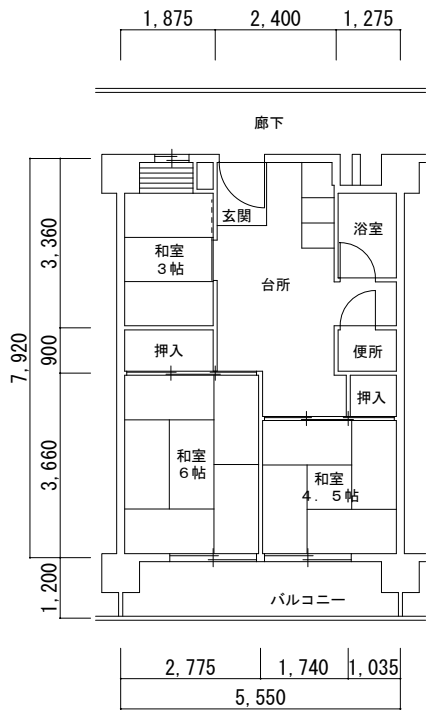 1,875
2,400
1,275
廊下
玄関
浴室
和室
3帖
台所
押入
便所
押入
和室
6帖
和室
4．5帖
バルコニー
3,360
900
7,920
3,660
1,200
2,775
1,740
1,035
5,550